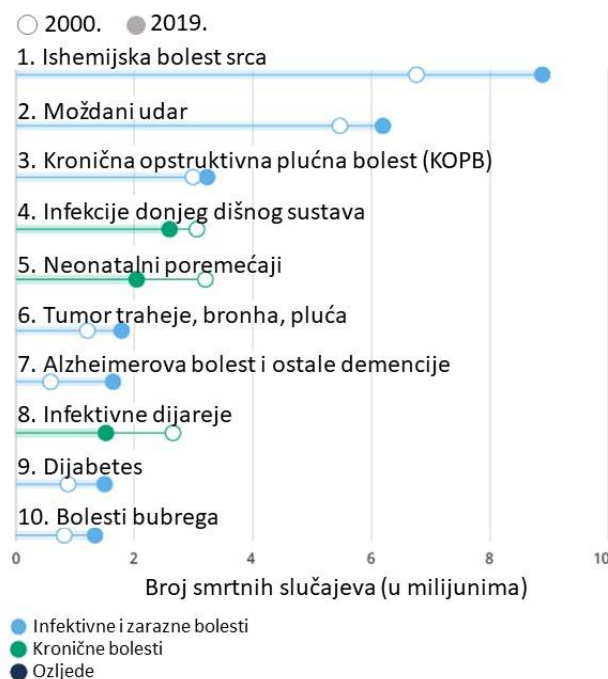 2000. 2019.
1. Ishemijska bolest srca
2. Moždani udar
3. Kronična opstruktivna plućna bolest (KOPB)
4. Infekcije donjeg dišnog sustava
5. Neonatalni poremećaji
6. Tumor traheje, bronha, pluća
7. Alzheimerova bolest i ostale demencije
8. Infektivne dijareje
9. Dijabetes
10. Bolesti bubrega
0 2 4 6 8 10
Broj smrtnih slučajeva (u milijunima)
Infektivne i zarazne bolesti
Kronične bolesti
Ozljede